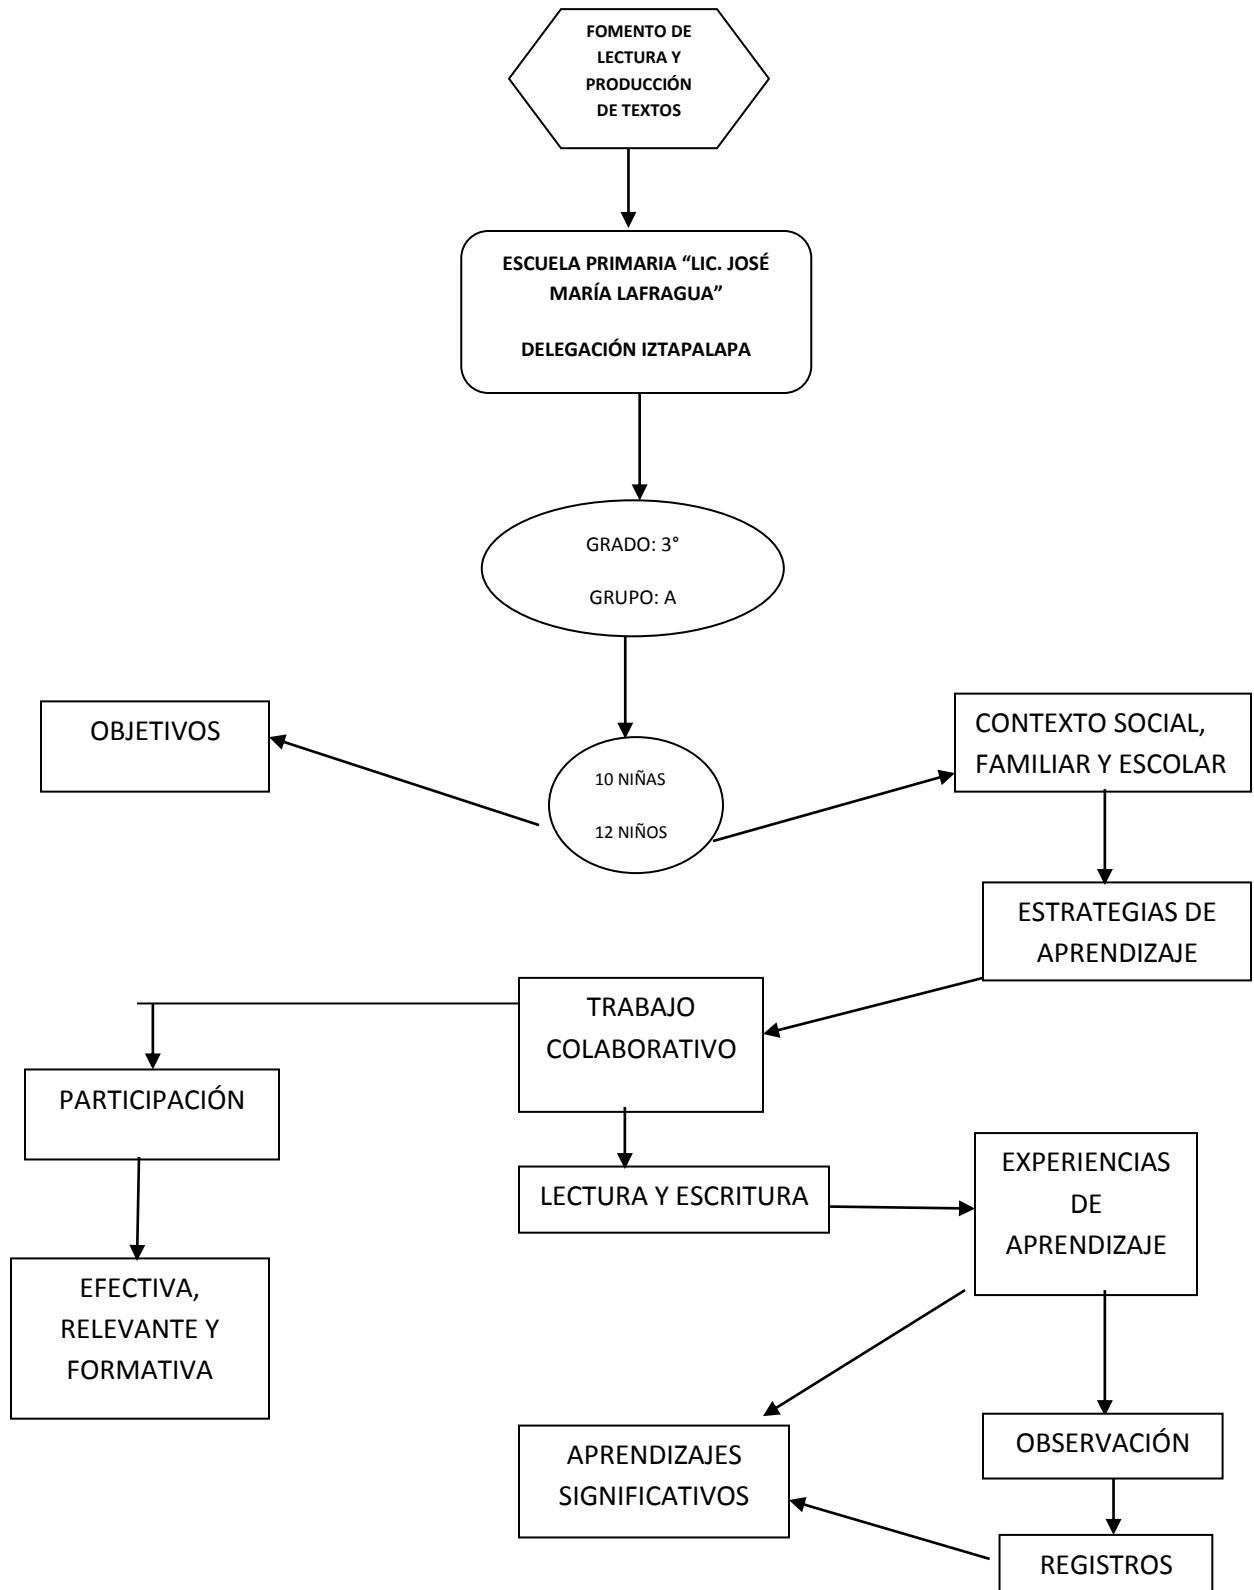 FOMENTO DE
LECTURA Y
PRODUCCIÓN
DE TEXTOS
ESCUELA PRIMARIA “LIC. JOSÉ
MARÍA LAFRAGUA”
DELEGACIÓN IZTAPALAPA
GRADO: 3°
GRUPO: A
OBJETIVOS
10 NIÑAS
12 NIÑOS
CONTEXTO SOCIAL,
FAMILIAR Y ESCOLAR
ESTRATEGIAS DE
APRENDIZAJE
TRABAJO
COLABORATIVO
PARTICIPACIÓN
LECTURA Y ESCRITURA
EXPERIENCIAS
DE
APRENDIZAJE
EFECTIVA,
RELEVANTE Y
FORMATIVA
OBSERVACIÓN
APRENDIZAJES
SIGNIFICATIVOS
REGISTROS